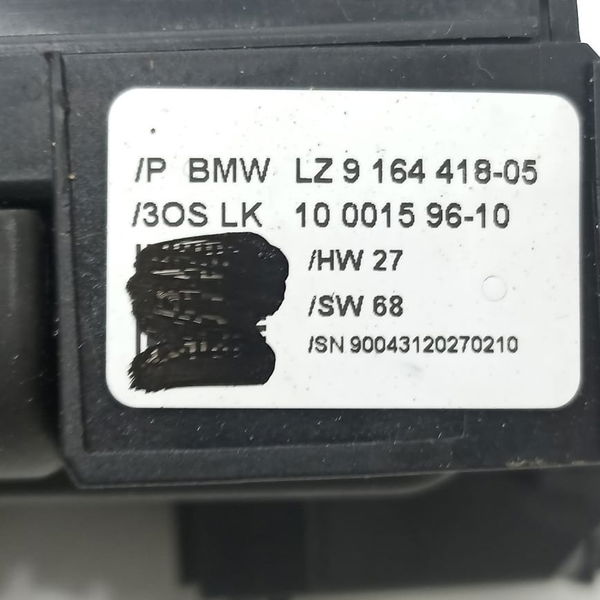 /P BMW LZ 9 164 418-05
/3OS LK 10 0015 96-10
/HW 27
/SW 68
/SN 90043120270210